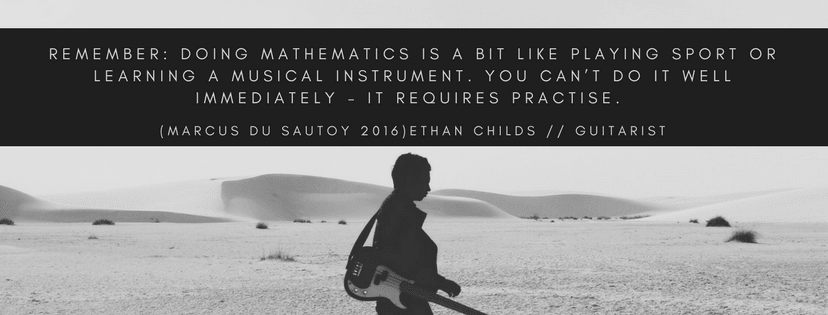 REMEMBER: DOING MATHEMATICS IS A BIT LIKE PLAYING SPORT OR
LEARNING A MUSICAL INSTRUMENT. YOU CAN'T DO IT WELL
IMMEDIATELY – IT REQUIRES PRACTISE.
(MARCUS DU SAUTOY 2016)ETHAN CHILDS // GUITARIST